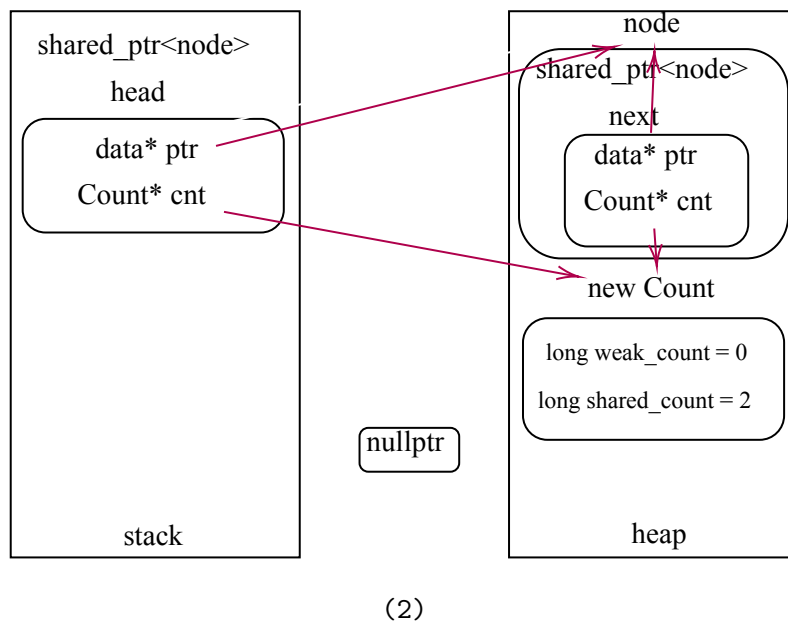 shared_ptr<node>
head
data* ptr
Count* cnt
stack
nullptr
node
shared_ptr<node>
next
data* ptr
Count* cnt
new Count
long weak_count = 0
long shared_count = 2
heap
(2)